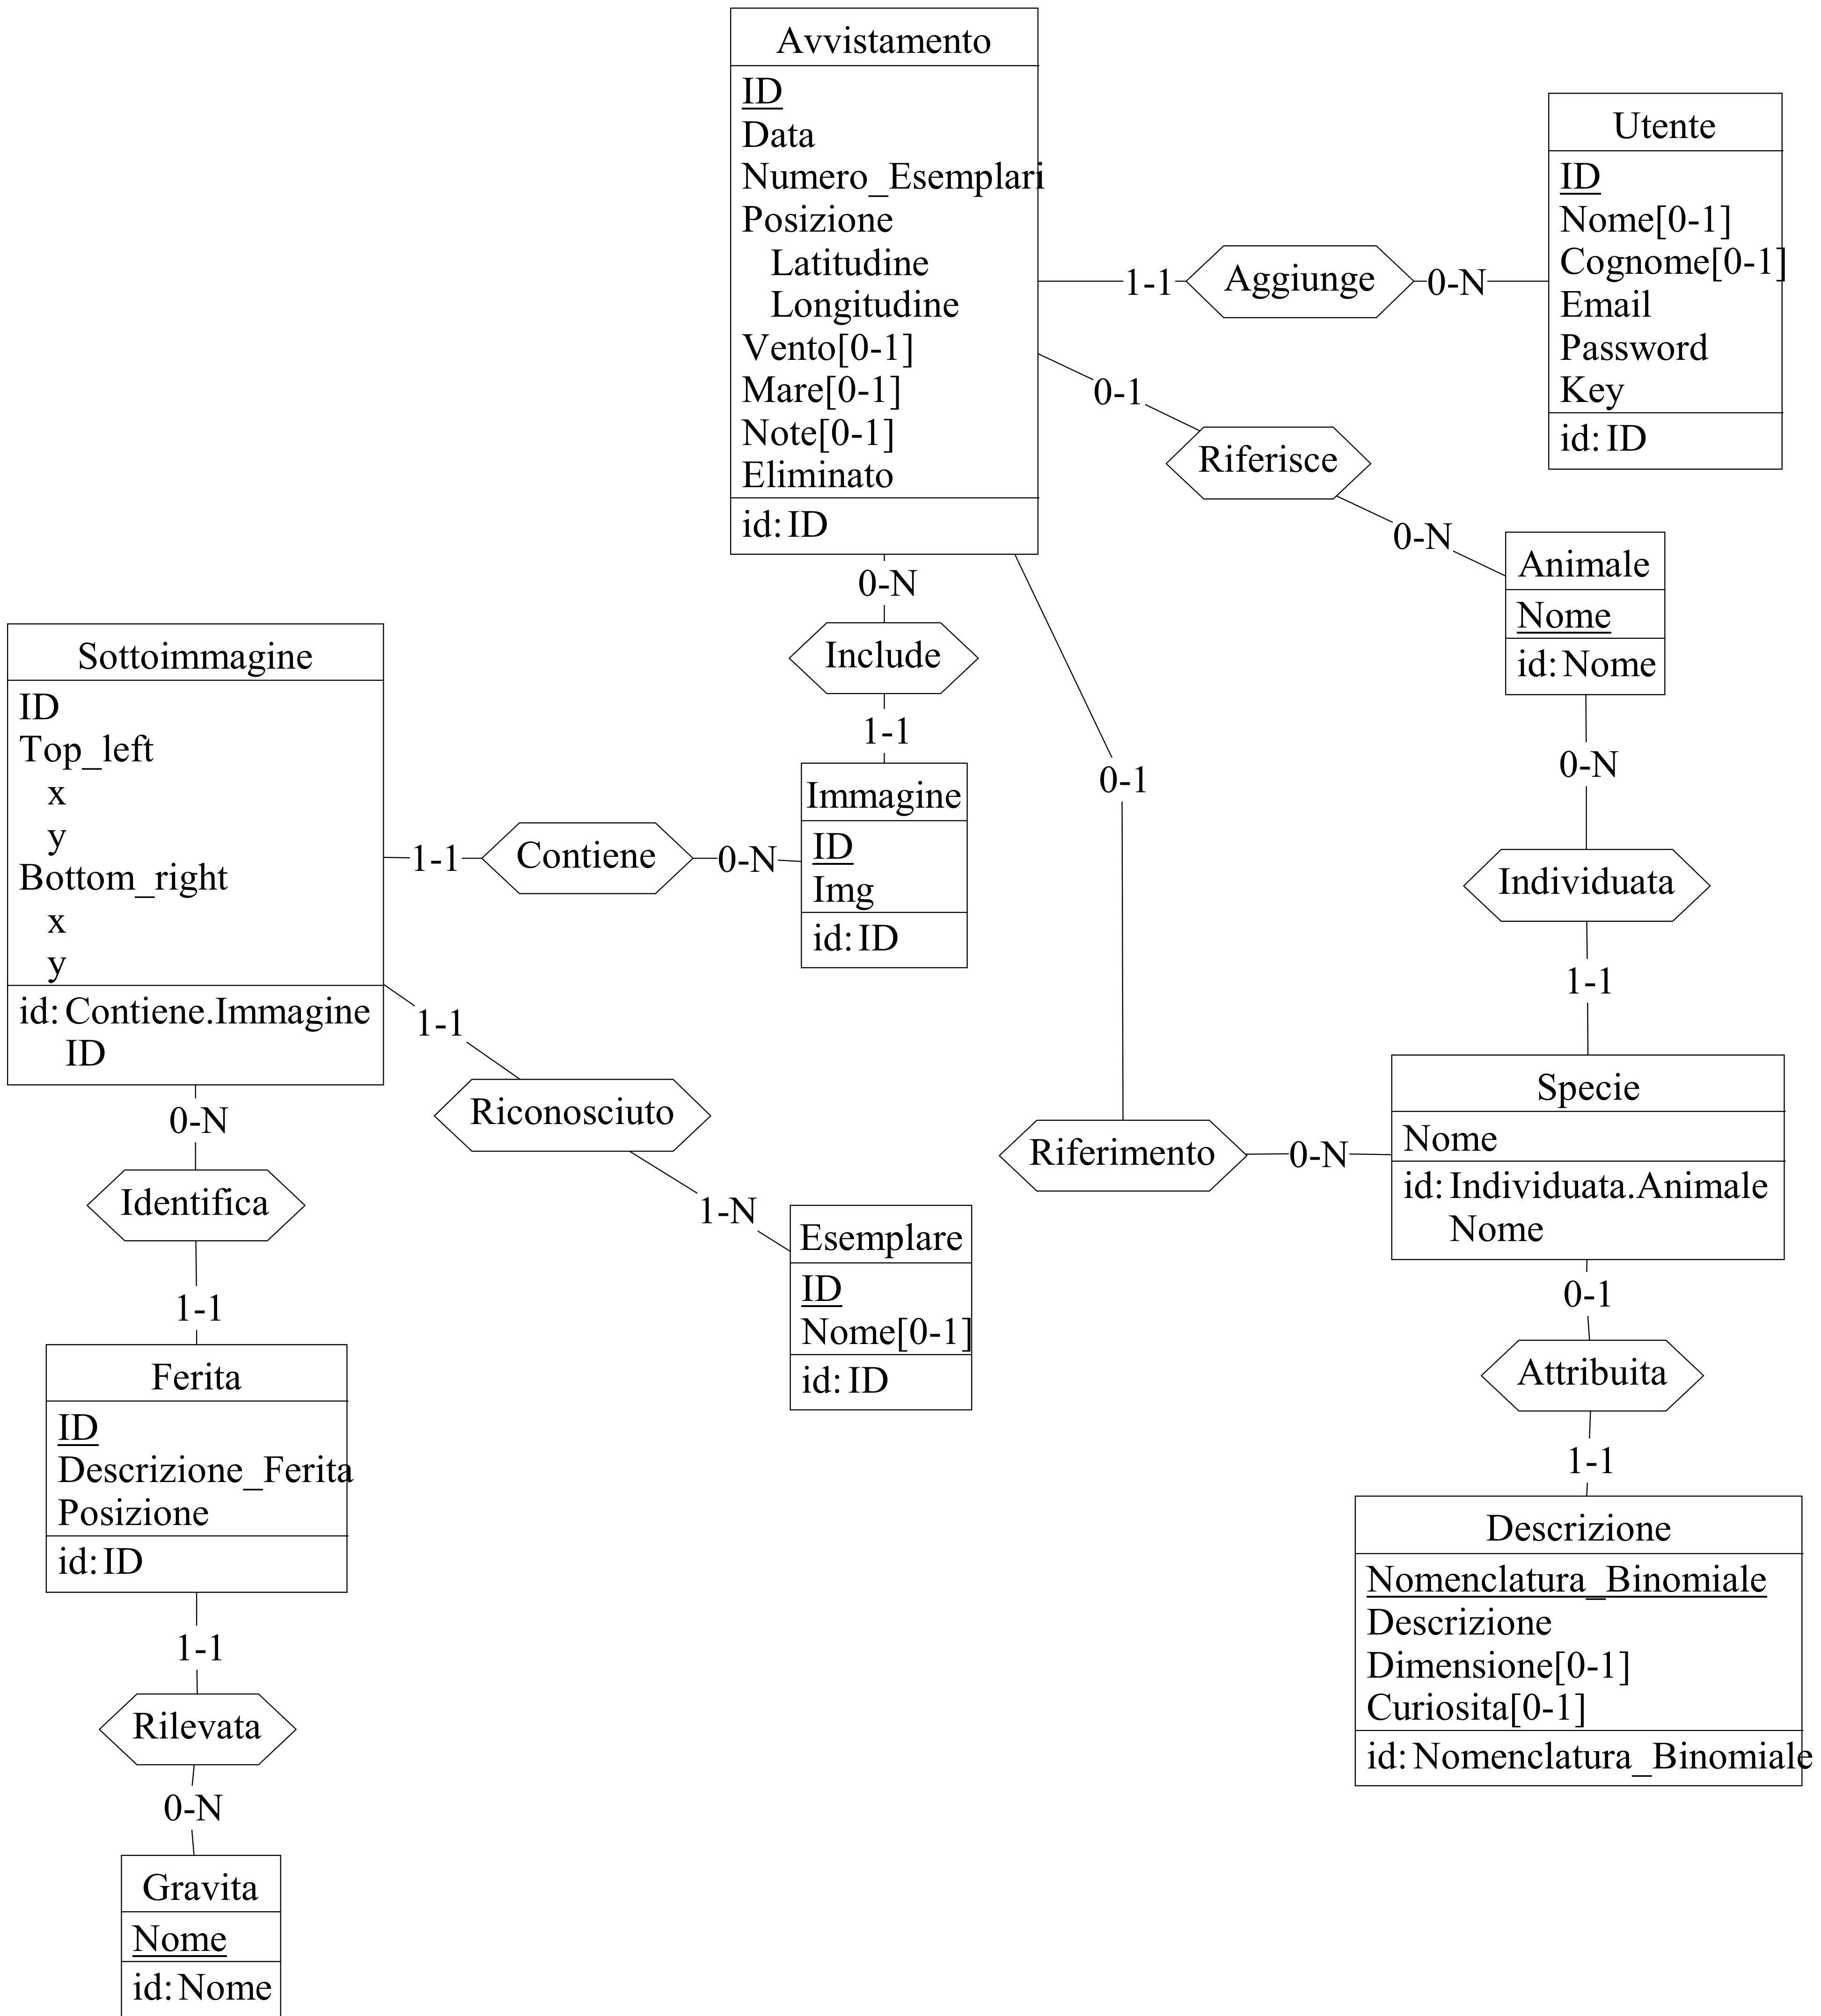 Avvistamento
ID
Data
Numero_Esemplari
Posizione
Latitudine
Longitudine
Vento[0-1]
Mare[0-1]
Note[0-1]
Eliminato
id: ID
Utente
ID
Nome[0-1]
Cognome[0-1]
Email
Password
Key
id: ID
1-1
Aggiunge
0-N
0-1
Riferisce
0-N
Animale
Nome
id: Nome
0-N
Include
1-1
Sottoimmagine
ID
Top_left
x
y
Bottom_right
x
y
id: Contiene.Immagine
ID
1-1
Contiene
0-N
Immagine
ID
Img
id: ID
0-1
0-N
Individuata
1-1
1-1
Riconosciuto
1-N
Riferimento
0-N
Specie
Nome
id: Individuata.Animale
Nome
0-N
Identifica
1-1
Esemplare
ID
Nome[0-1]
id: ID
0-1
Attribuita
1-1
Ferita
ID
Descrizione_Ferita
Posizione
id: ID
Descrizione
Nomenclatura_Binomiale
Descrizione
Dimensione[0-1]
Curiosita[0-1]
id: Nomenclatura_Binomiale
1-1
Rilevata
0-N
Gravita
Nome
id: Nome